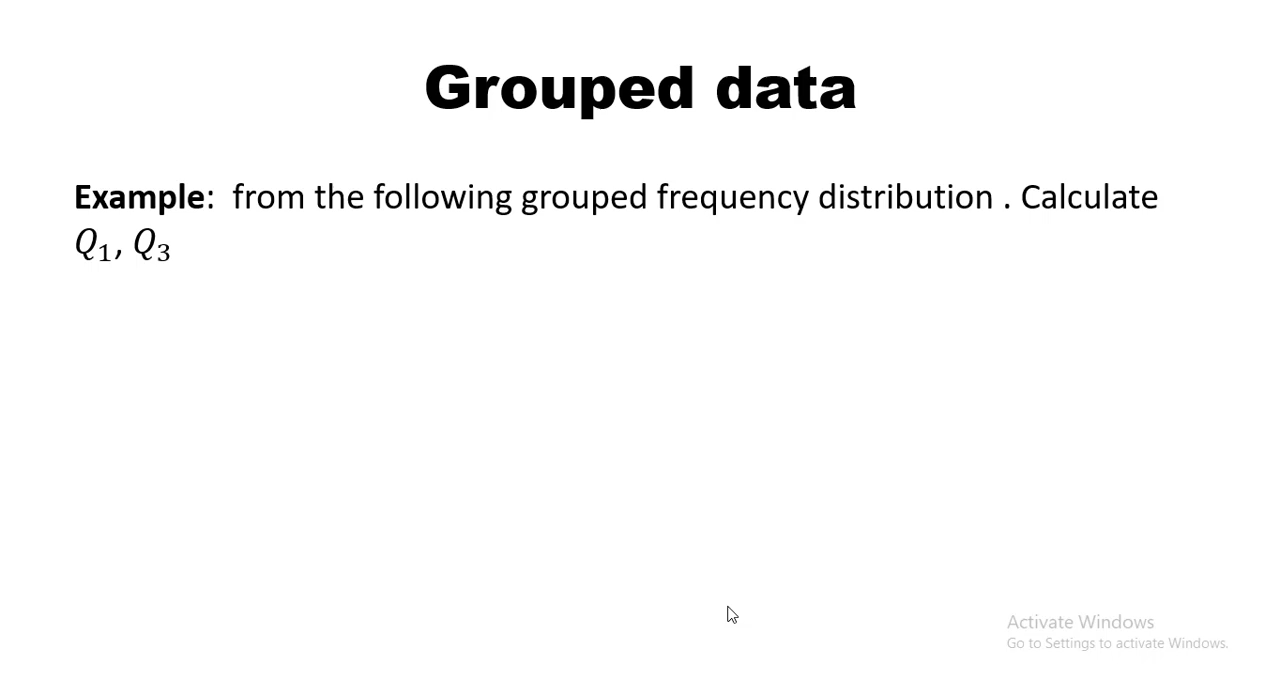 Grouped data
Example:  from the following grouped frequency distribution . Calculate
Q₁, Q₃
Activate Windows
Go to Settings to activate Windows.